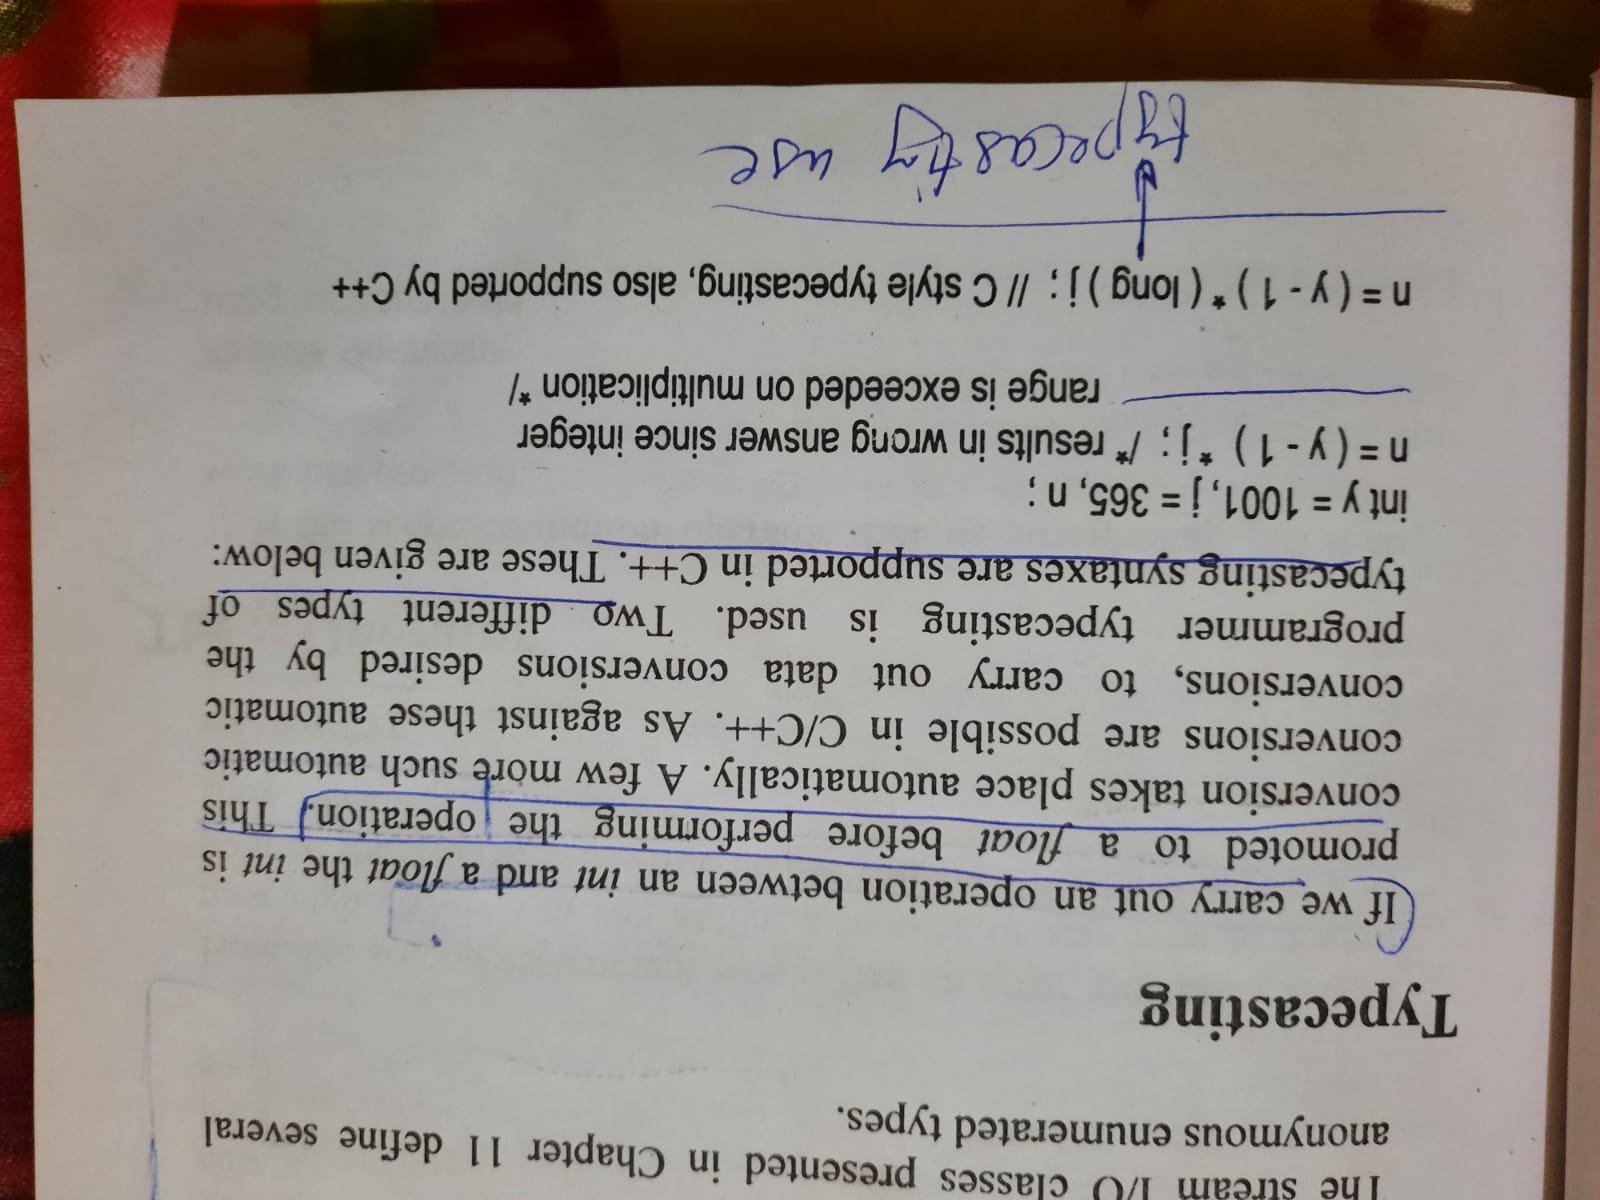 The stream I/O classes presented in Chapter 11 define several
anonymous enumerated types.
Typecasting
If we carry out an operation between an int and a float the int is
promoted to a float before performing the operation. This
conversion takes place automatically. A few more such automatic
conversions are possible in C/C++. As against these automatic
conversions, to carry out data conversions desired by the
programmer typecasting is used. Two different types of
typecasting syntaxes are supported in C++. These are given below:
int y = 1001, j = 365, n ;
n = ( y - 1 ) * j ; /* results in wrong answer since integer
range is exceeded on multiplication */
n = ( y - 1 ) * ( long ) j ; // C style typecasting, also supported by C++
typecasting use